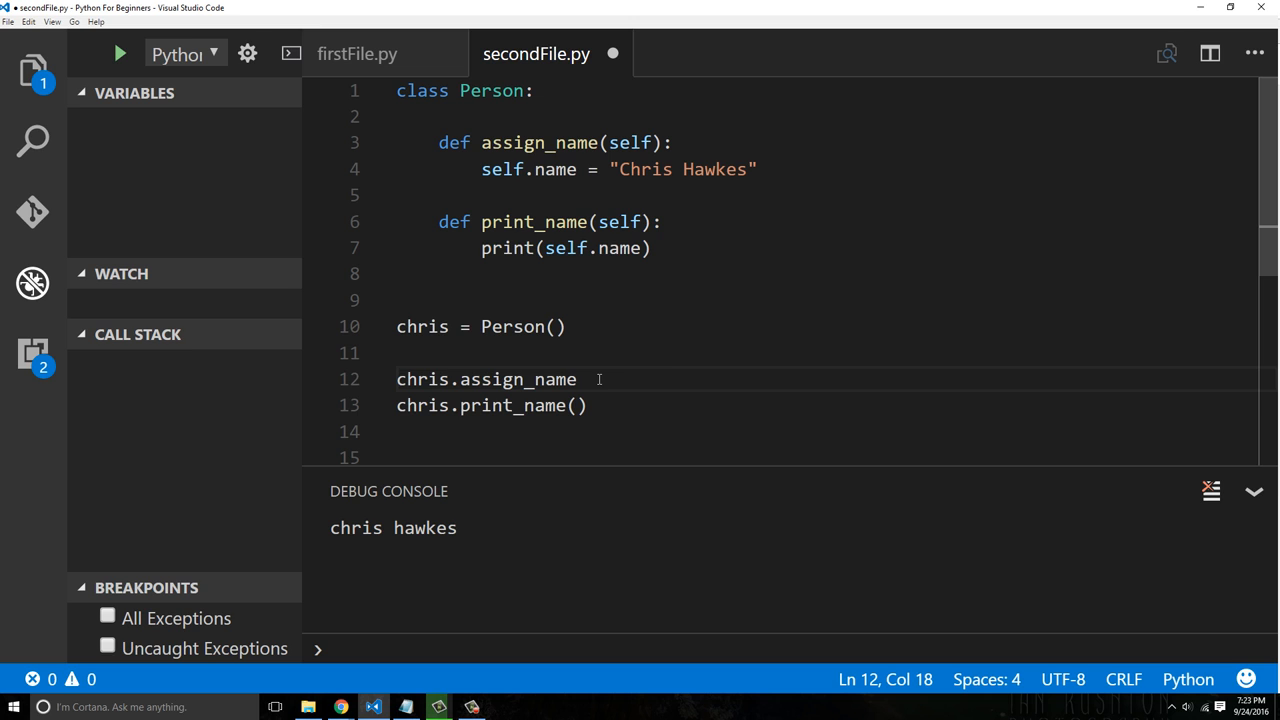 secondFile.py - Python For Beginners - Visual Studio Code
File Edit View Go Help
Python
firstFile.py
secondFile.py
1
VARIABLES
WATCH
CALL STACK
2
BREAKPOINTS
All Exceptions
Uncaught Exceptions
1 class Person:
2
3 def assign_name(self):
4 self.name = "Chris Hawkes"
5
6 def print_name(self):
7 print(self.name)
8
9
10 chris = Person()
11
12 chris.assign_name
13 chris.print_name()
14
15
DEBUG CONSOLE
chris hawkes
0 0
Ln 12, Col 18 Spaces: 4 UTF-8 CRLF Python
I'm Cortana. Ask me anything.
7:23 PM
9/24/2016